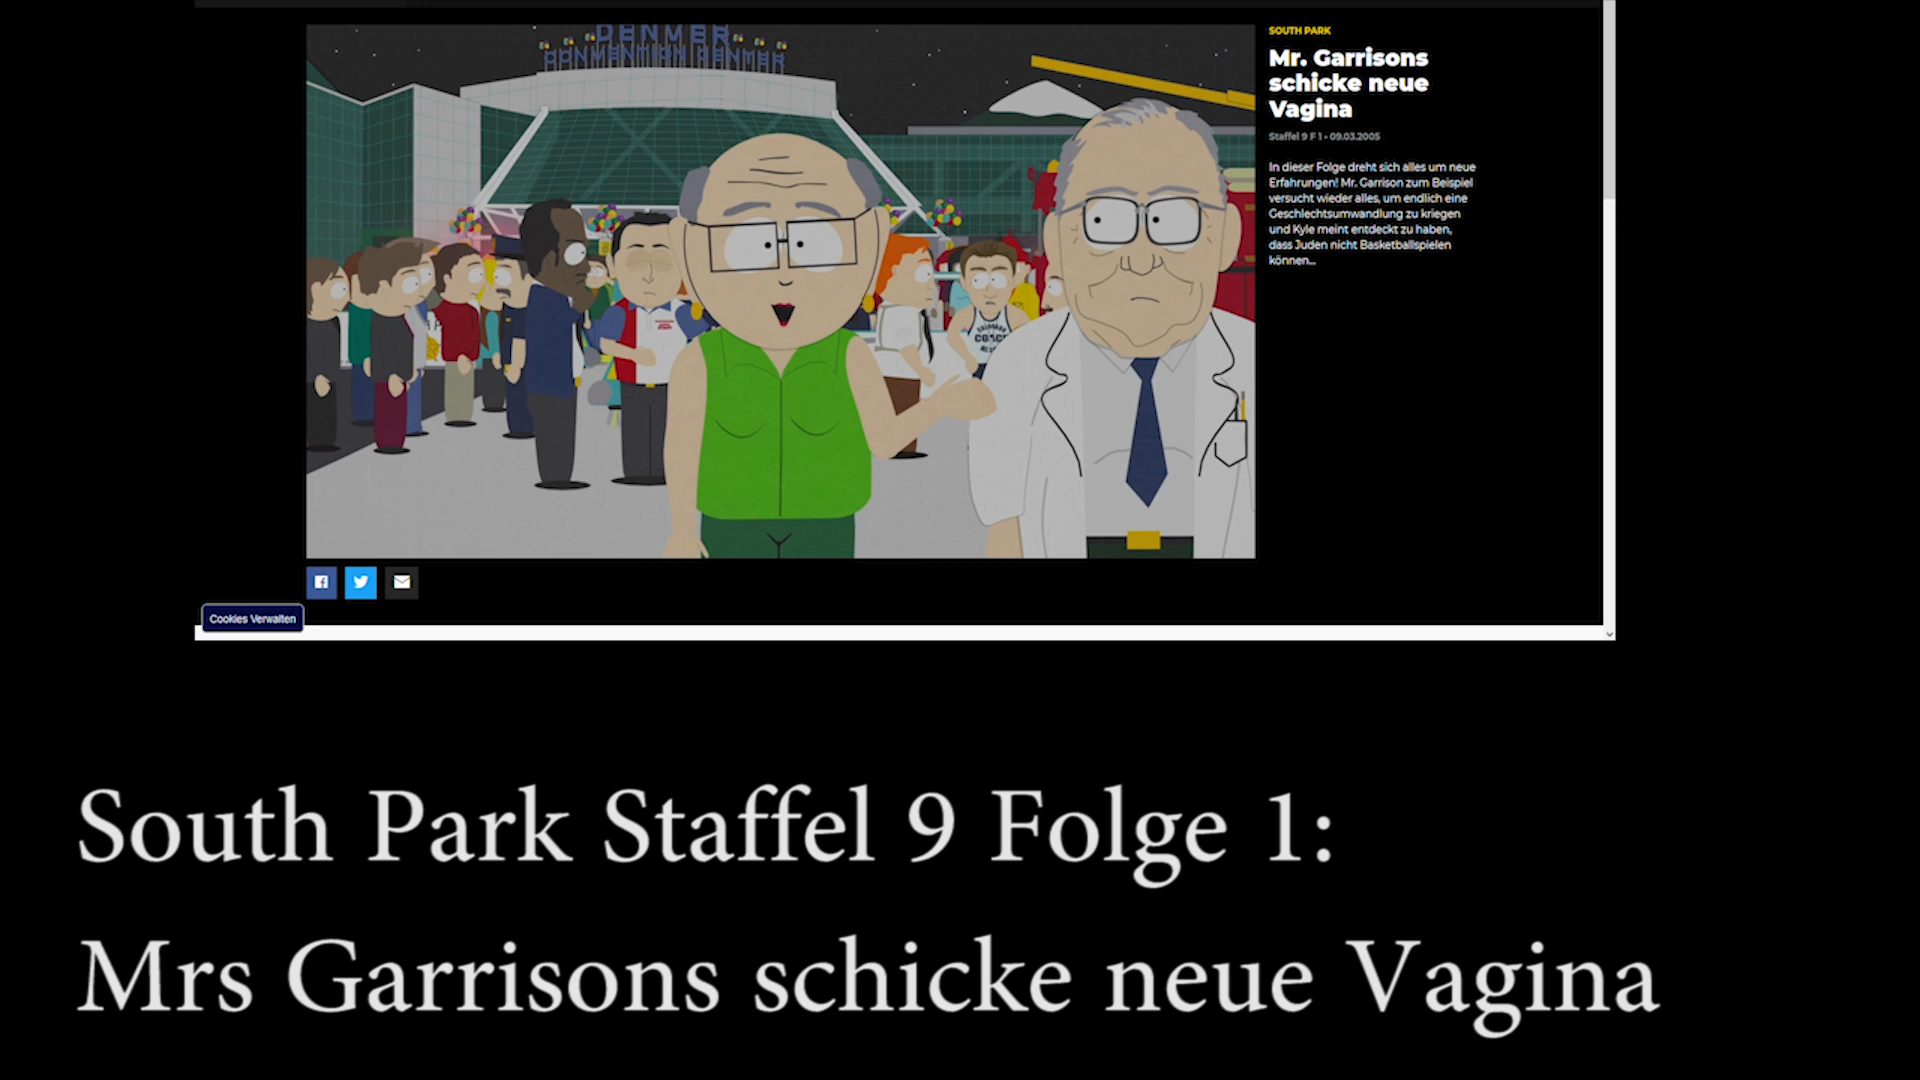 DENVER
CONVENTION CENTER
SOUTH PARK
Mr. Garrisons
schicke neue
Vagina
Staffel 9 F 1 • 09.03.2005
In dieser Folge dreht sich alles um neue
Erfahrungen! Mr. Garrison zum Beispiel
versucht wieder alles, um endlich eine
Geschlechtsumwandlung zu kriegen
und Kyle meint entdeckt zu haben,
dass Juden nicht Basketballspielen
können...
COLORADO
COACH
Cookies Verwalten
South Park Staffel 9 Folge 1:
Mrs Garrisons schicke neue Vagina